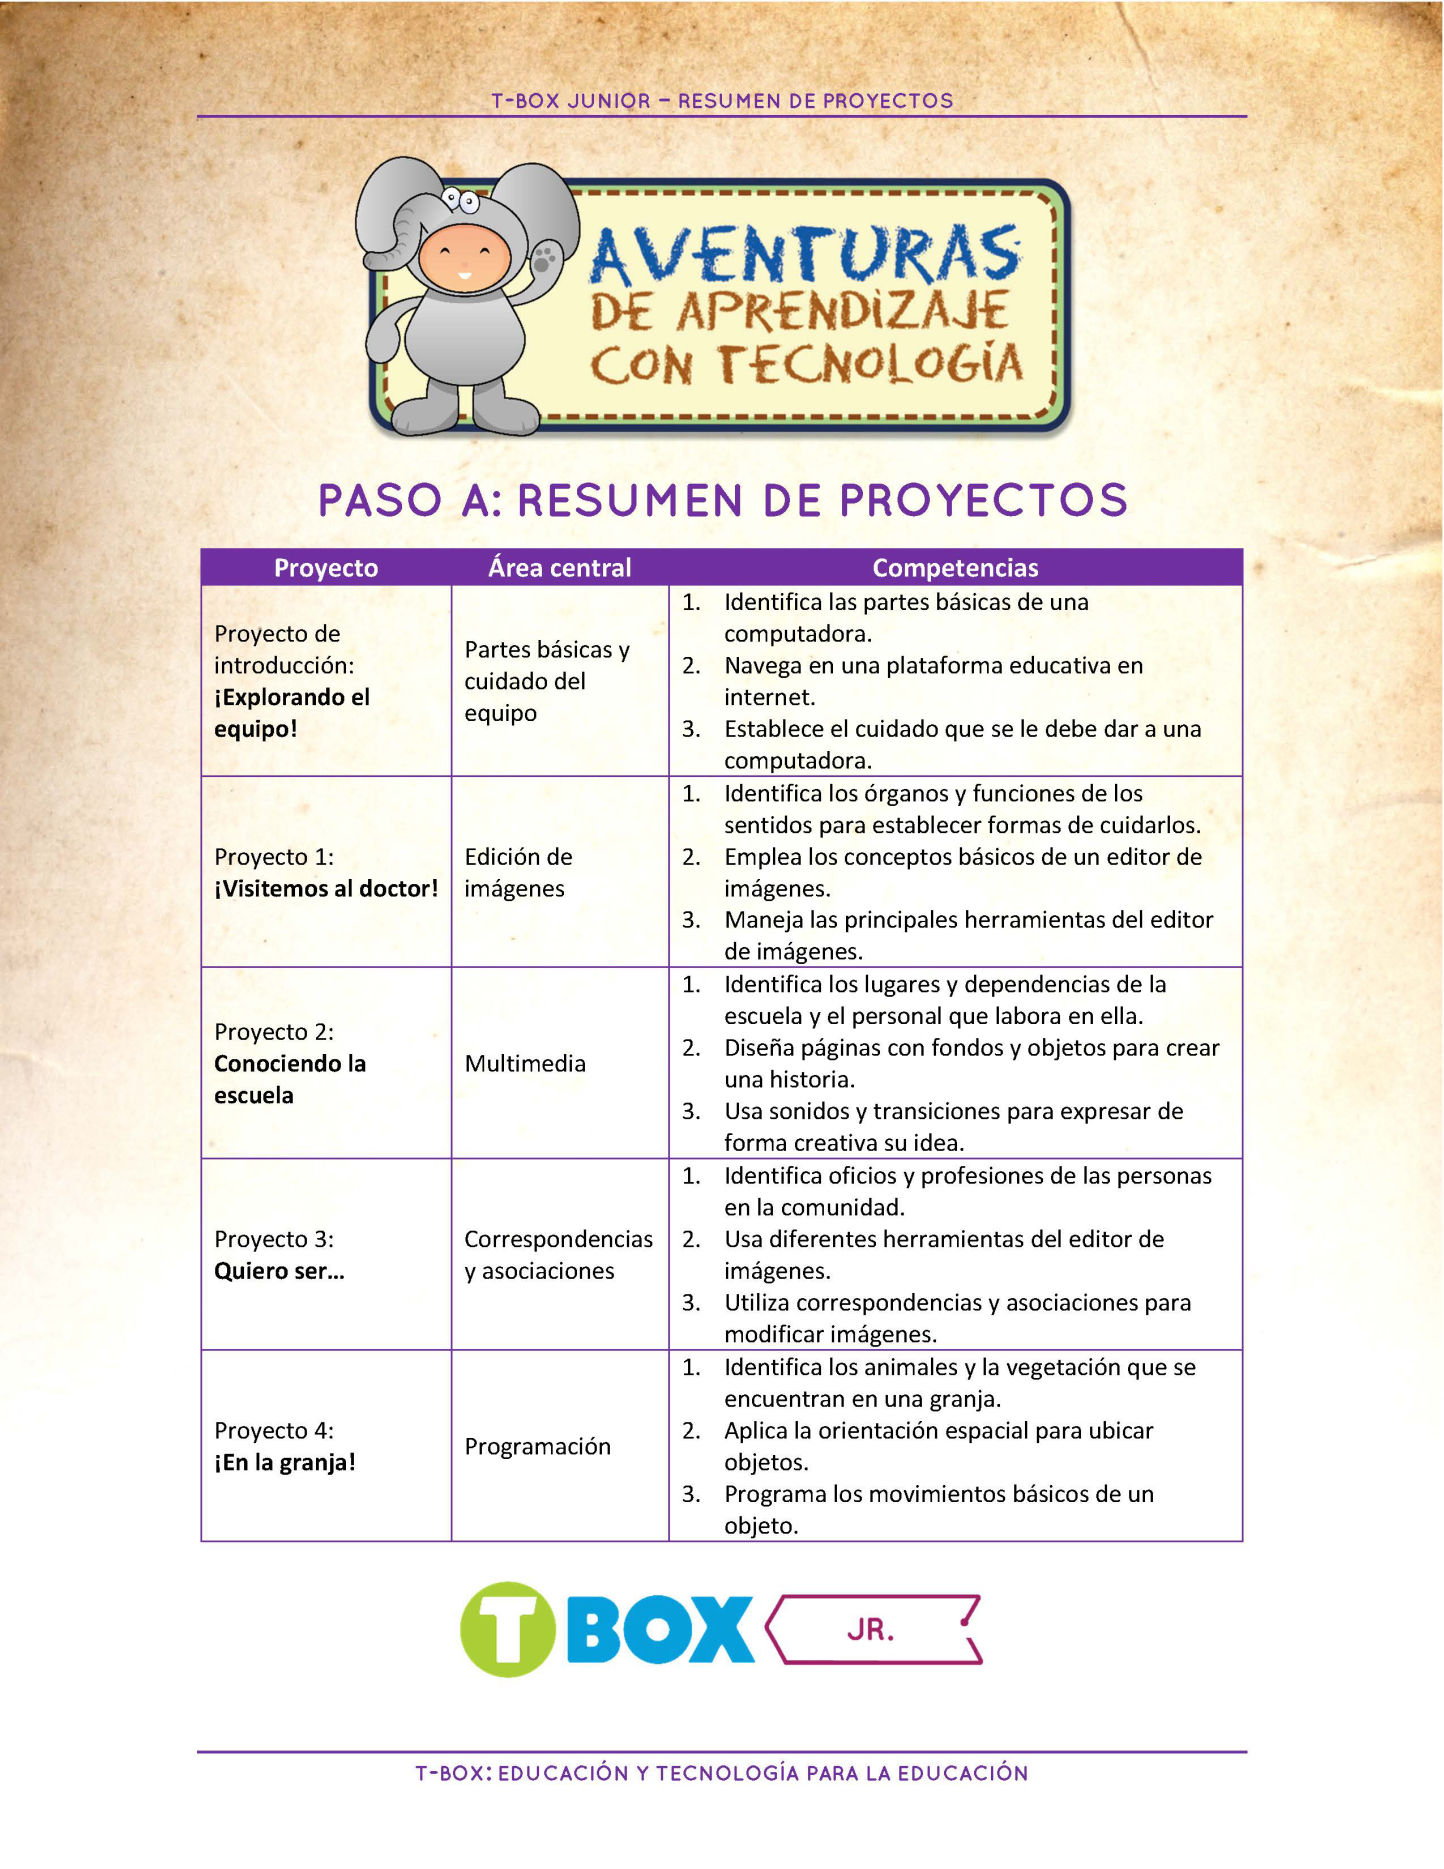 T-BOX JUNIOR – RESUMEN DE PROYECTOS
AVENTURAS
DE APRENDIZAJE
CON TECNOLOGÍA
PASO A: RESUMEN DE PROYECTOS
Proyecto Área central Competencias
Proyecto de
introducción:
¡Explorando el
equipo!
Partes básicas y
cuidado del
equipo
1. Identifica las partes básicas de una
computadora.
2. Navega en una plataforma educativa en
internet.
3. Establece el cuidado que se le debe dar a una
computadora.
Proyecto 1:
¡Visitemos al doctor!
Edición de
imágenes
1. Identifica los órganos y funciones de los
sentidos para establecer formas de cuidarlos.
2. Emplea los conceptos básicos de un editor de
imágenes.
3. Maneja las principales herramientas del editor
de imágenes.
Proyecto 2:
Conociendo la
escuela
Multimedia
1. Identifica los lugares y dependencias de la
escuela y el personal que labora en ella.
2. Diseña páginas con fondos y objetos para crear
una historia.
3. Usa sonidos y transiciones para expresar de
forma creativa su idea.
Proyecto 3:
Quiero ser...
Correspondencias
y asociaciones
1. Identifica oficios y profesiones de las personas
en la comunidad.
2. Usa diferentes herramientas del editor de
imágenes.
3. Utiliza correspondencias y asociaciones para
modificar imágenes.
Proyecto 4:
¡En la granja!
Programación
1. Identifica los animales y la vegetación que se
encuentran en una granja.
2. Aplica la orientación espacial para ubicar
objetos.
3. Programa los movimientos básicos de un
objeto.
T BOX JR.
T-BOX: EDUCACIÓN Y TECNOLOGÍA PARA LA EDUCACIÓN